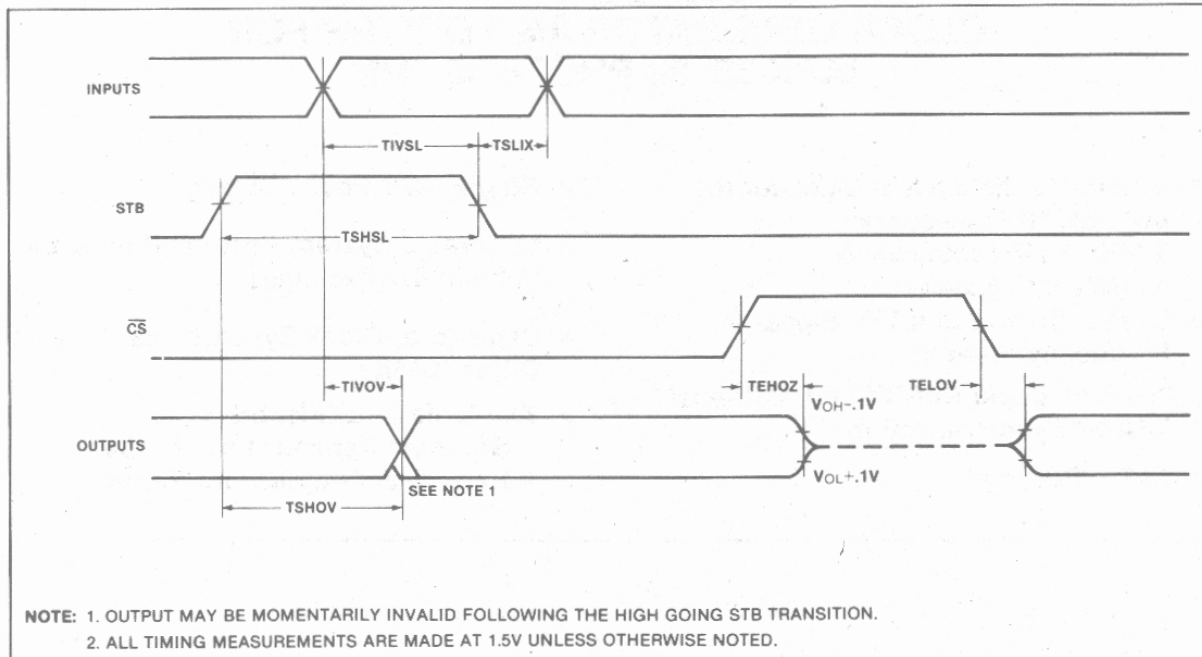 INPUTS
TIVSL
TSLIX
STB
TSHSL
CS
TIVOV
TEHOZ
TELOV
VOH-.1V
OUTPUTS
VOL+.1V
SEE NOTE 1
TSHOV
NOTE: 1. OUTPUT MAY BE MOMENTARILY INVALID FOLLOWING THE HIGH GOING STB TRANSITION.
2. ALL TIMING MEASUREMENTS ARE MADE AT 1.5V UNLESS OTHERWISE NOTED.